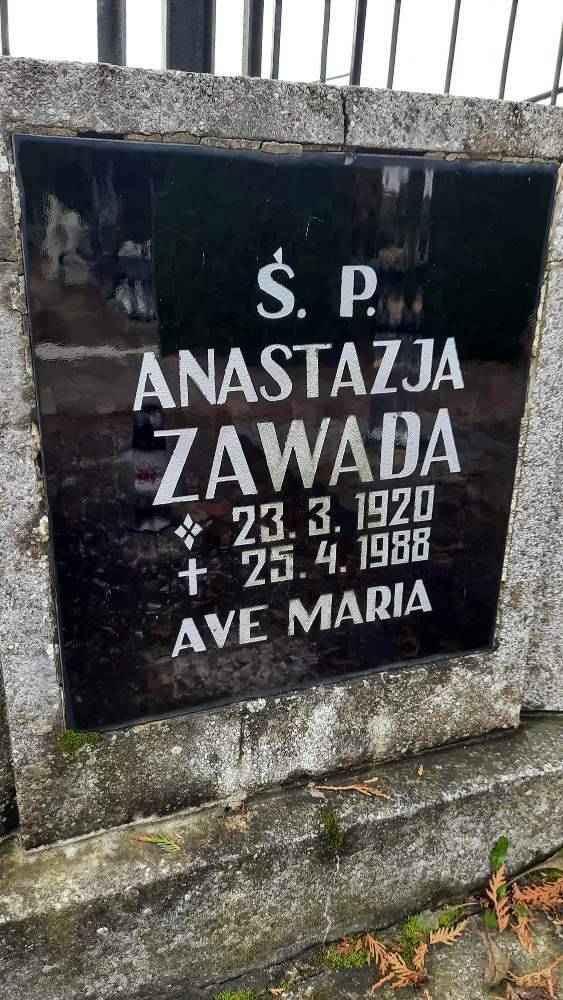 Ś. P.
ANASTAZJA
ZAWADA
23. 3. 1920
25. 4. 1988
AVE MARIA